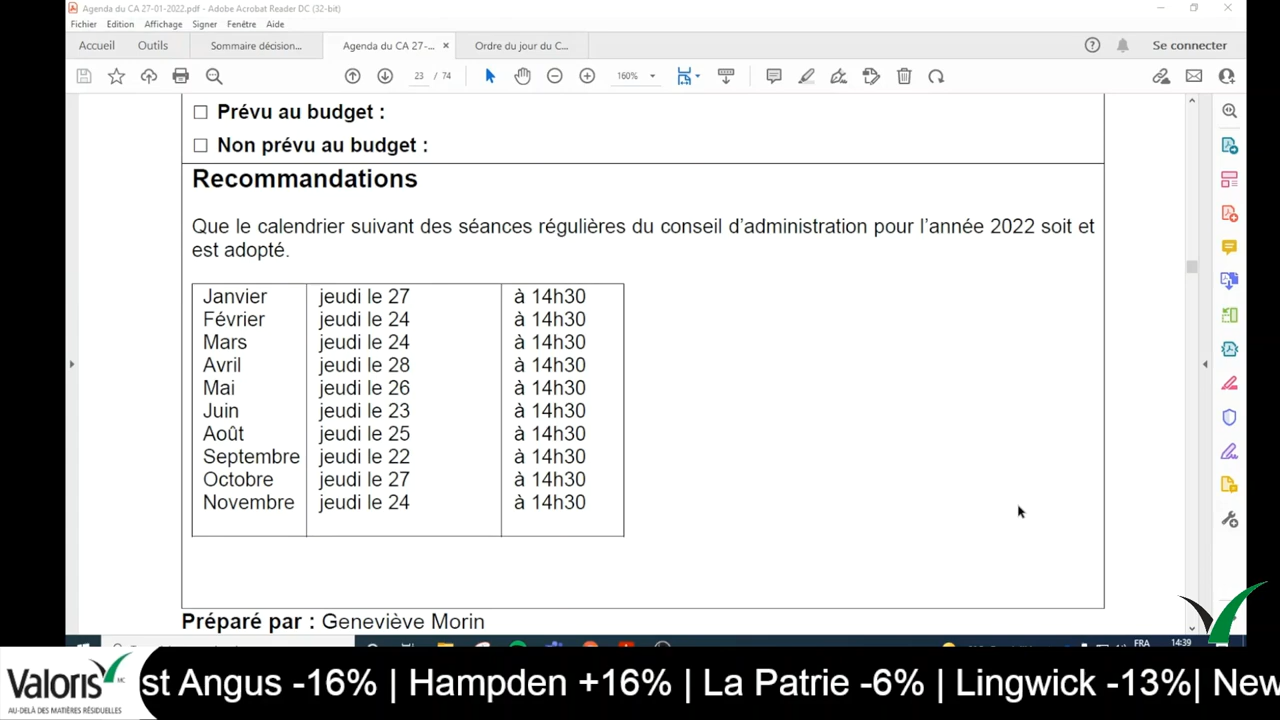 Agenda du CA 27-01-2022.pdf - Adobe Acrobat Reader DC (32-bit)
Fichier Edition Affichage Signer Fenêtre Aide
Accueil Outils Sommaire décision... Agenda du CA 27-... × Ordre du jour du C... Se connecter
23 / 74 160%
Prévu au budget :
Non prévu au budget :
Recommandations
Que le calendrier suivant des séances régulières du conseil d’administration pour l’année 2022 soit et
est adopté.
Janvier jeudi le 27 à 14h30
Février jeudi le 24 à 14h30
Mars jeudi le 24 à 14h30
Avril jeudi le 28 à 14h30
Mai jeudi le 26 à 14h30
Juin jeudi le 23 à 14h30
Août jeudi le 25 à 14h30
Septembre jeudi le 22 à 14h30
Octobre jeudi le 27 à 14h30
Novembre jeudi le 24 à 14h30
Préparé par : Geneviève Morin
FRA 14:39
Valoris MC
AU-DELÀ DES MATIÈRES RÉSIDUELLES
st Angus -16% | Hampden +16% | La Patrie -6% | Lingwick -13%| New